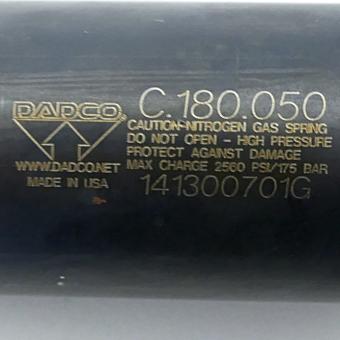 DADCO
WWW.DADCO.NET
MADE IN USA
C.180.050
CAUTION-NITROGEN GAS SPRING
DO NOT OPEN - HIGH PRESSURE
PROTECT AGAINST DAMAGE
MAX CHARGE 2560 PSI/175 BAR
141300701G